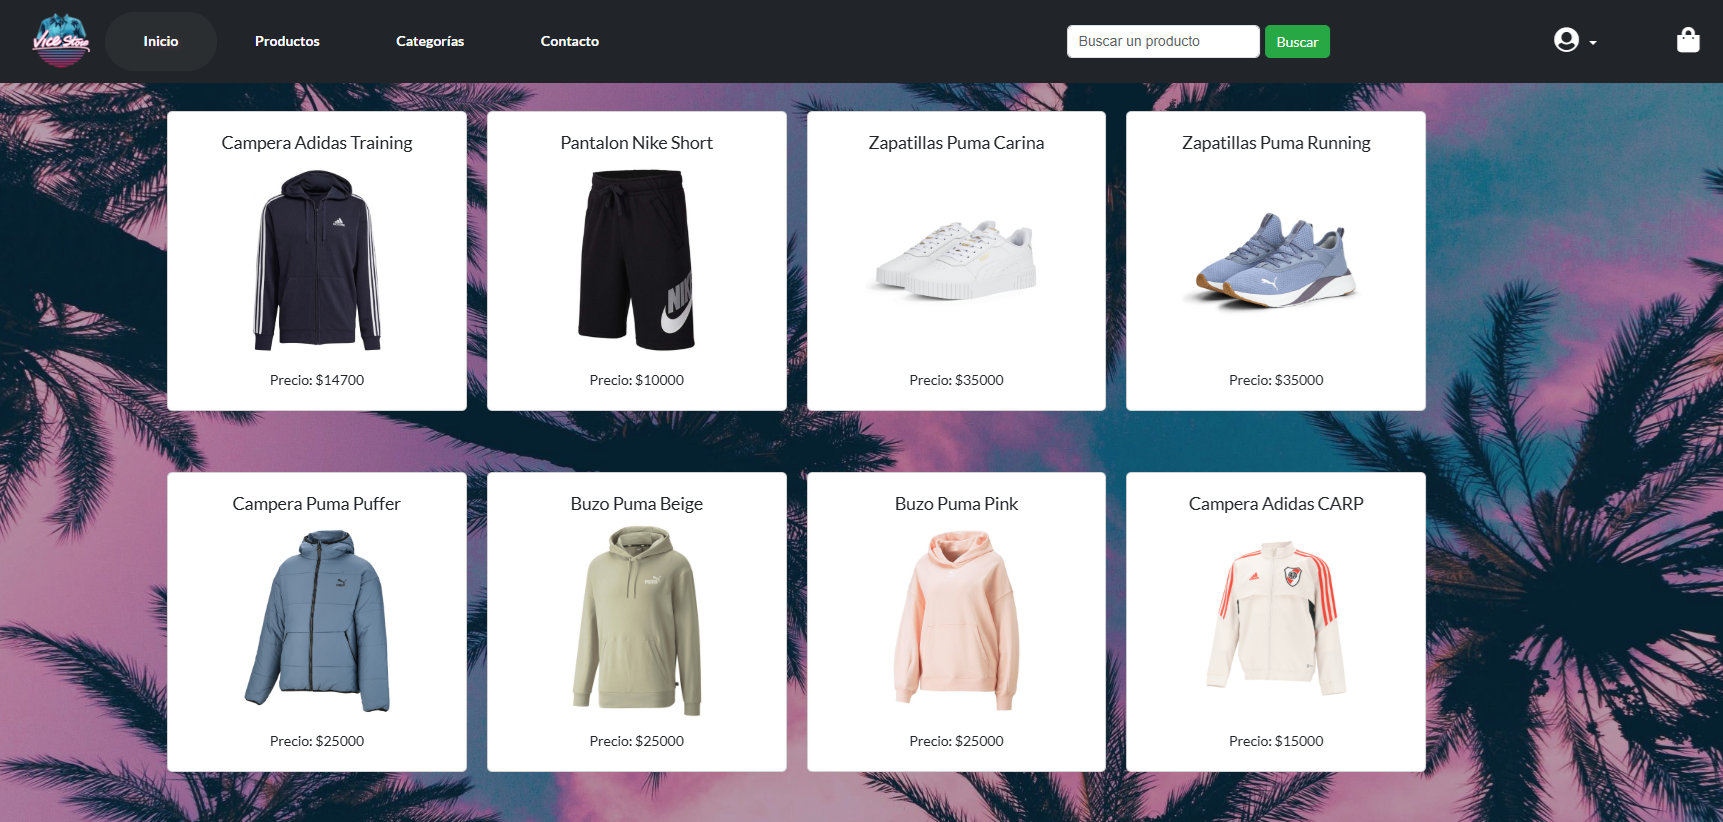 Vice Store
Inicio
Productos
Categorías
Contacto
Buscar un producto
Buscar
Campera Adidas Training
Pantalon Nike Short
Zapatillas Puma Carina
Zapatillas Puma Running
NIKE
Precio: $14700
Precio: $10000
Precio: $35000
Precio: $35000
Campera Puma Puffer
Buzo Puma Beige
Buzo Puma Pink
Campera Adidas CARP
Precio: $25000
Precio: $25000
Precio: $25000
Precio: $15000